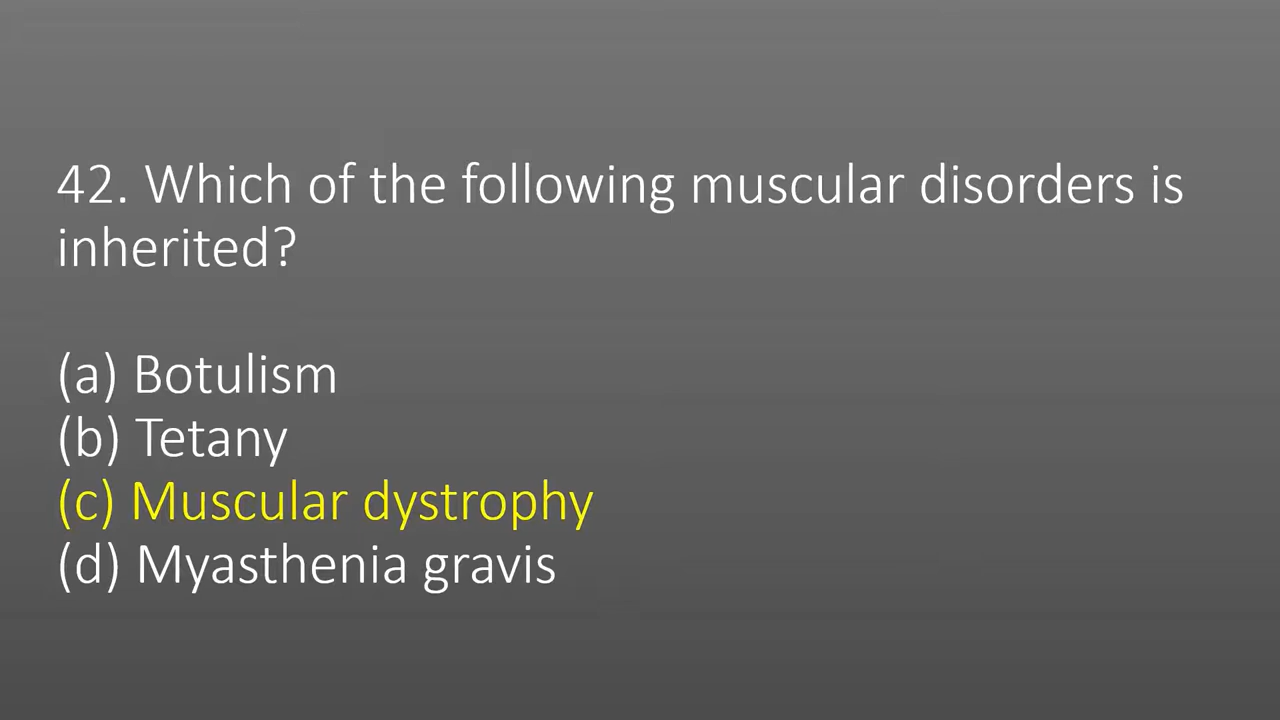 42. Which of the following muscular disorders is
inherited?
(a) Botulism
(b) Tetany
(c) Muscular dystrophy
(d) Myasthenia gravis